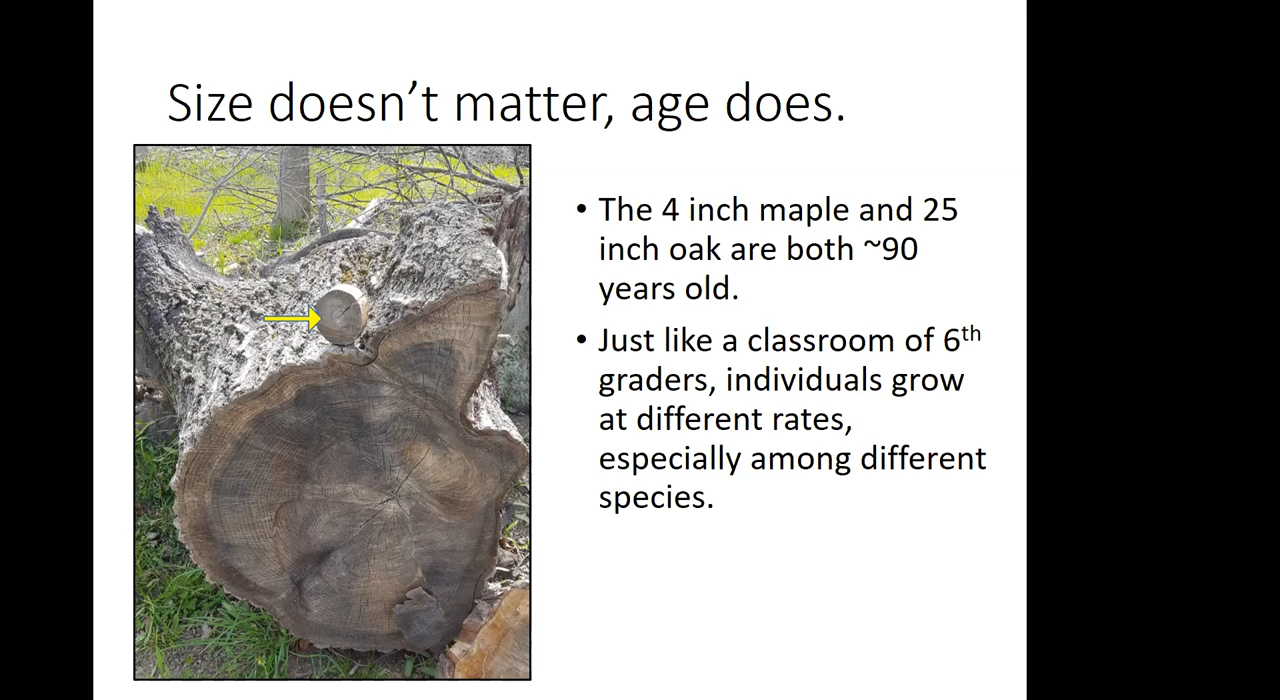 Size doesn’t matter, age does.
• The 4 inch maple and 25
inch oak are both ~90
years old.
• Just like a classroom of 6th
graders, individuals grow
at different rates,
especially among different
species.